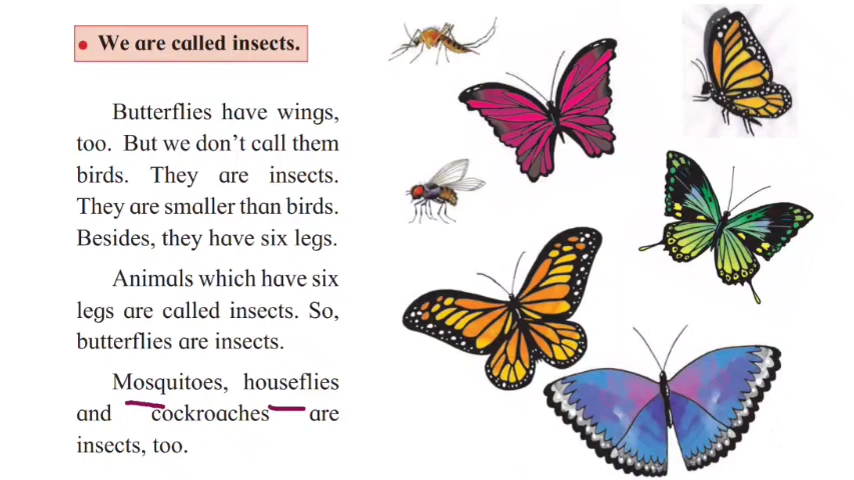 • We are called insects.
Butterflies have wings,
too. But we don't call them
birds. They are insects.
They are smaller than birds.
Besides, they have six legs.
Animals which have six
legs are called insects. So,
butterflies are insects.
Mosquitoes, houseflies
and cockroaches are
insects, too.